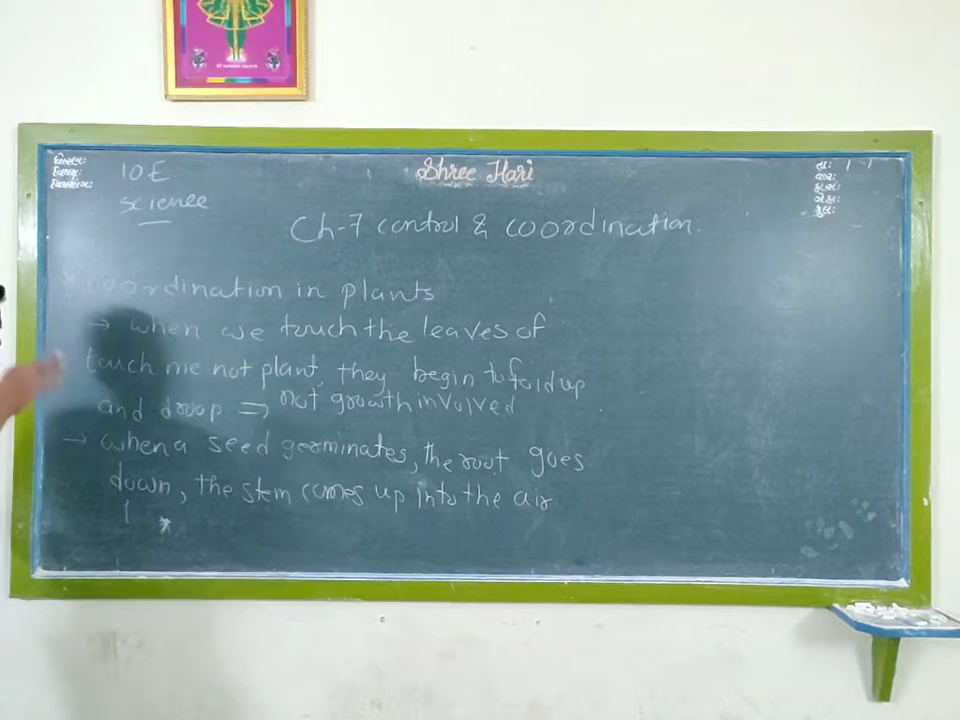 10E
Shree Hari
science
Ch-7 control & coordination.
coordination in plants
→ when we touch the leaves of
touch me not plant, they begin to fold up
and droop ⇒ not growth involved
→ when a seed germinates, the root goes
down, the stem comes up into the air